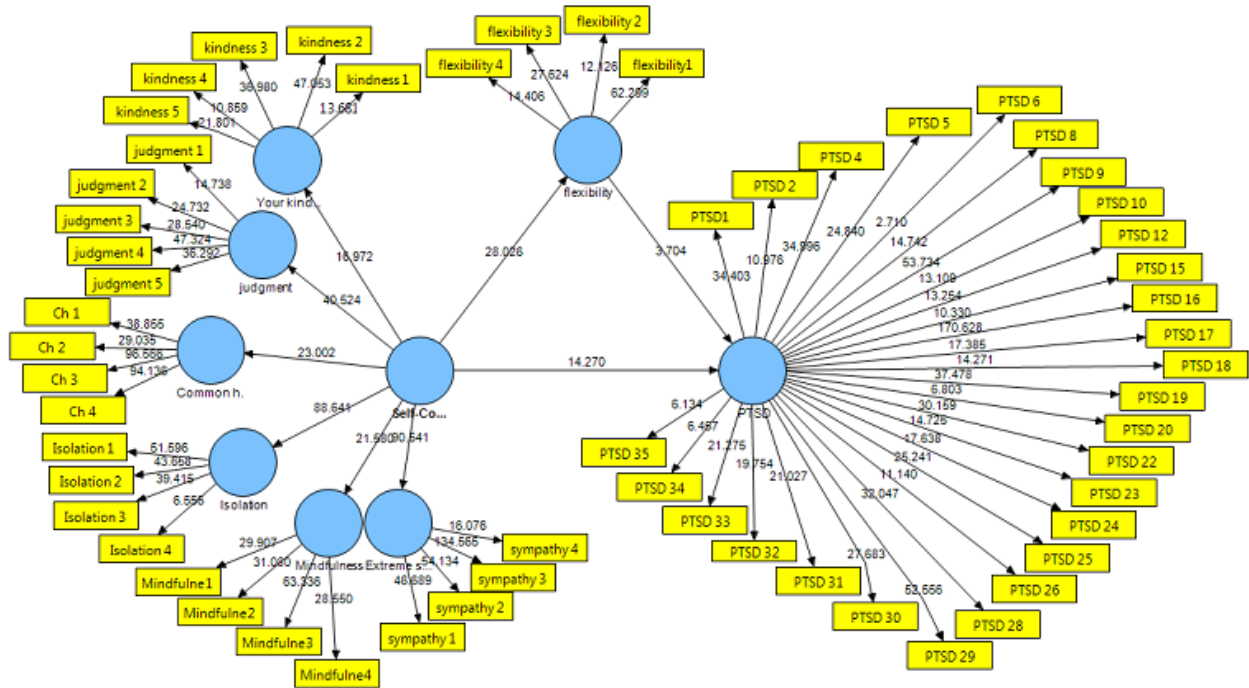 kindness 3
kindness 2
kindness 4
kindness 1
kindness 5
36.980
47.053
10.859
13.681
21.801
Your kind...
flexibility 3
flexibility 2
flexibility 4
flexibility1
27.624
12.126
14.406
62.299
flexibility
judgment 1
judgment 2
judgment 3
judgment 4
judgment 5
14.738
24.732
28.540
47.324
36.292
judgment
16.972
40.524
28.026
3.704
Ch 1
Ch 2
Ch 3
Ch 4
38.865
29.035
96.666
94.136
Common h.
23.002
14.270
Self-Co...
88.641
21.580
90.541
Isolation 1
Isolation 2
Isolation 3
Isolation 4
51.596
43.658
39.415
6.656
Isolation
Mindfulness
Extreme s...
29.907
31.080
63.336
28.550
Mindfulne1
Mindfulne2
Mindfulne3
Mindfulne4
16.076
134.565
54.134
46.689
sympathy 4
sympathy 3
sympathy 2
sympathy 1
PTSD
PTSD1
PTSD 2
PTSD 4
PTSD 5
PTSD 6
PTSD 8
PTSD 9
PTSD 10
PTSD 12
PTSD 15
PTSD 16
PTSD 17
PTSD 18
PTSD 19
PTSD 20
PTSD 22
PTSD 23
PTSD 24
PTSD 25
PTSD 26
PTSD 28
PTSD 29
PTSD 30
PTSD 31
PTSD 32
PTSD 33
PTSD 34
PTSD 35
34.403
10.976
34.996
24.840
2.710
14.742
53.734
13.109
13.254
10.330
170.628
17.385
14.271
37.478
6.803
30.159
14.725
17.638
25.241
11.140
32.047
52.556
27.683
21.027
19.754
21.275
6.457
6.134